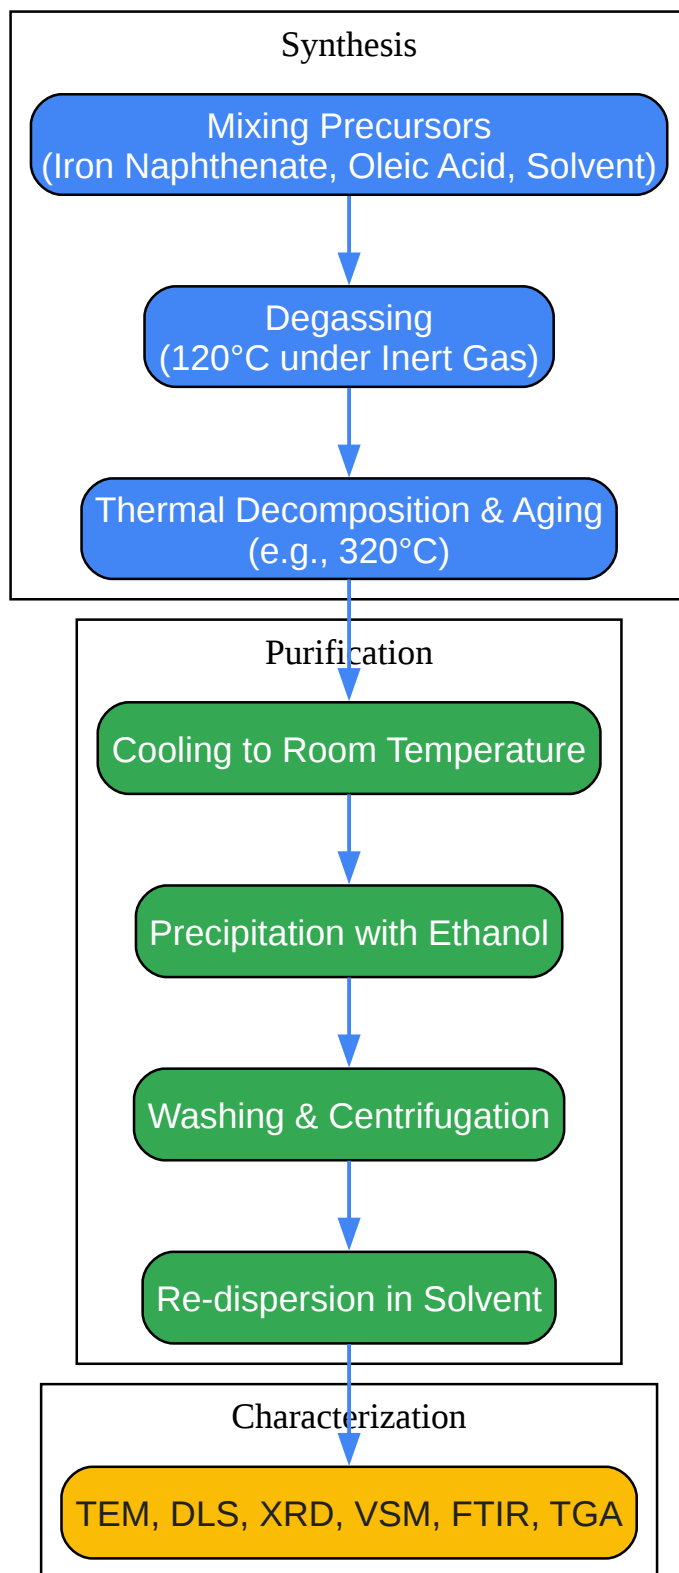 Synthesis
Mixing Precursors
(Iron Naphthenate, Oleic Acid, Solvent)
Degassing
(120°C under Inert Gas)
Thermal Decomposition & Aging
(e.g., 320°C)
Purification
Cooling to Room Temperature
Precipitation with Ethanol
Washing & Centrifugation
Re-dispersion in Solvent
Characterization
TEM, DLS, XRD, VSM, FTIR, TGA